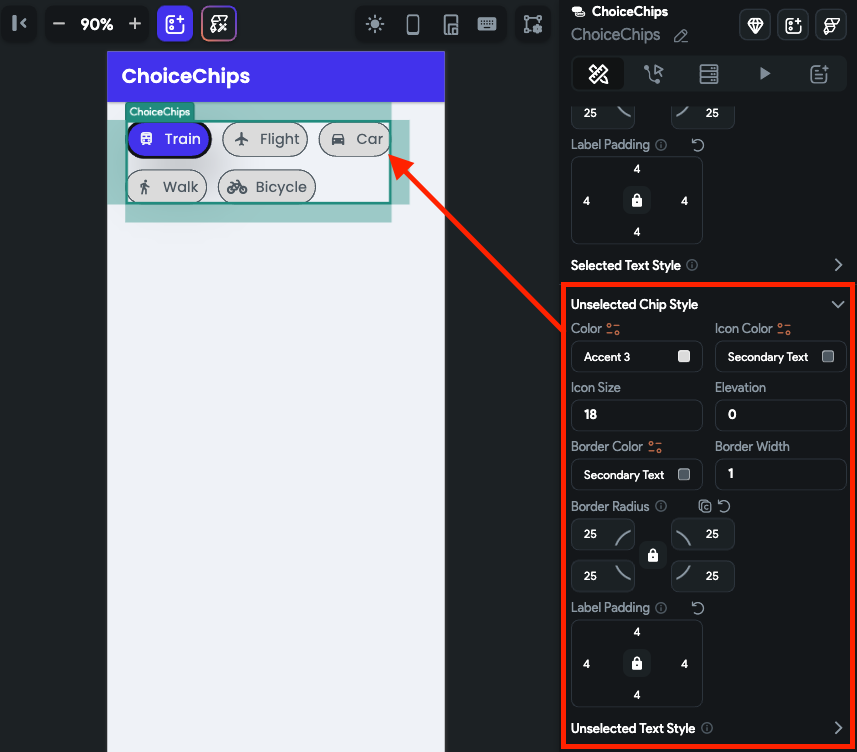 90%
ChoiceChips
ChoiceChips
ChoiceChips
ChoiceChips
Train
Flight
Car
Walk
Bicycle
25
25
Label Padding
4
4
4
4
Selected Text Style
Unselected Chip Style
Color
Icon Color
Accent 3
Secondary Text
Icon Size
Elevation
18
0
Border Color
Border Width
Secondary Text
1
Border Radius
25
25
25
25
Label Padding
4
4
4
4
Unselected Text Style